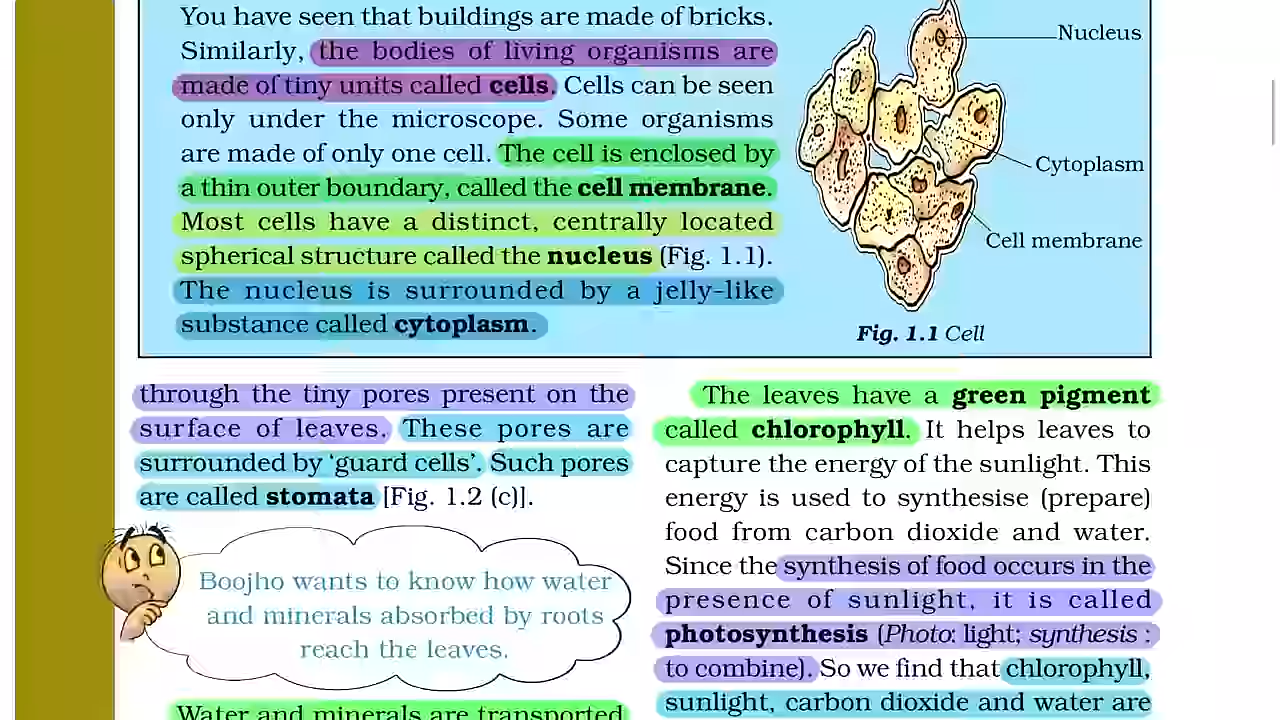 You have seen that buildings are made of bricks.
Similarly, the bodies of living organisms are
made of tiny units called cells. Cells can be seen
only under the microscope. Some organisms
are made of only one cell. The cell is enclosed by
a thin outer boundary, called the cell membrane.
Most cells have a distinct, centrally located
spherical structure called the nucleus (Fig. 1.1).
The nucleus is surrounded by a jelly-like
substance called cytoplasm.
Nucleus
Cytoplasm
Cell membrane
Fig. 1.1 Cell
through the tiny pores present on the
surface of leaves. These pores are
surrounded by ‘guard cells’. Such pores
are called stomata [Fig. 1.2 (c)].
Boojho wants to know how water
and minerals absorbed by roots
reach the leaves.
Water and minerals are transported
The leaves have a green pigment
called chlorophyll. It helps leaves to
capture the energy of the sunlight. This
energy is used to synthesise (prepare)
food from carbon dioxide and water.
Since the synthesis of food occurs in the
presence of sunlight, it is called
photosynthesis (Photo: light; synthesis :
to combine). So we find that chlorophyll,
sunlight, carbon dioxide and water are